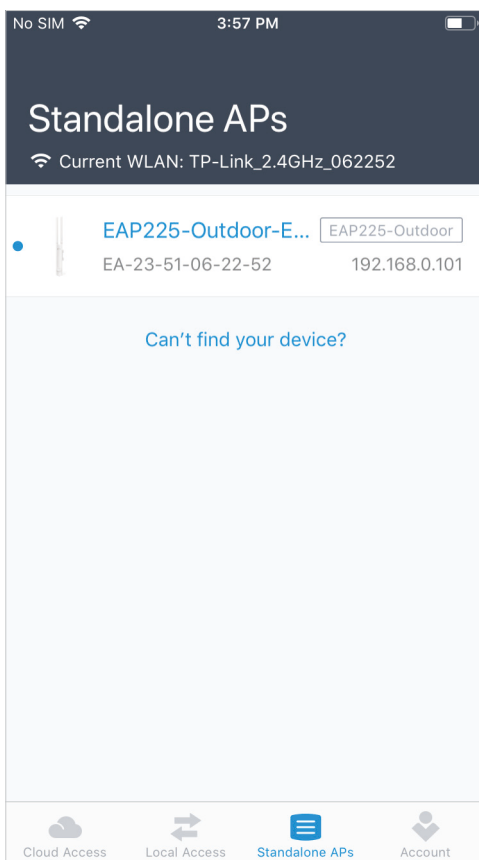 No SIM 3:57 PM
Standalone APs
Current WLAN: TP-Link_2.4GHz_062252
EAP225-Outdoor-E... EAP225-Outdoor
EA-23-51-06-22-52 192.168.0.101
Can't find your device?
Cloud Access Local Access Standalone APs Account